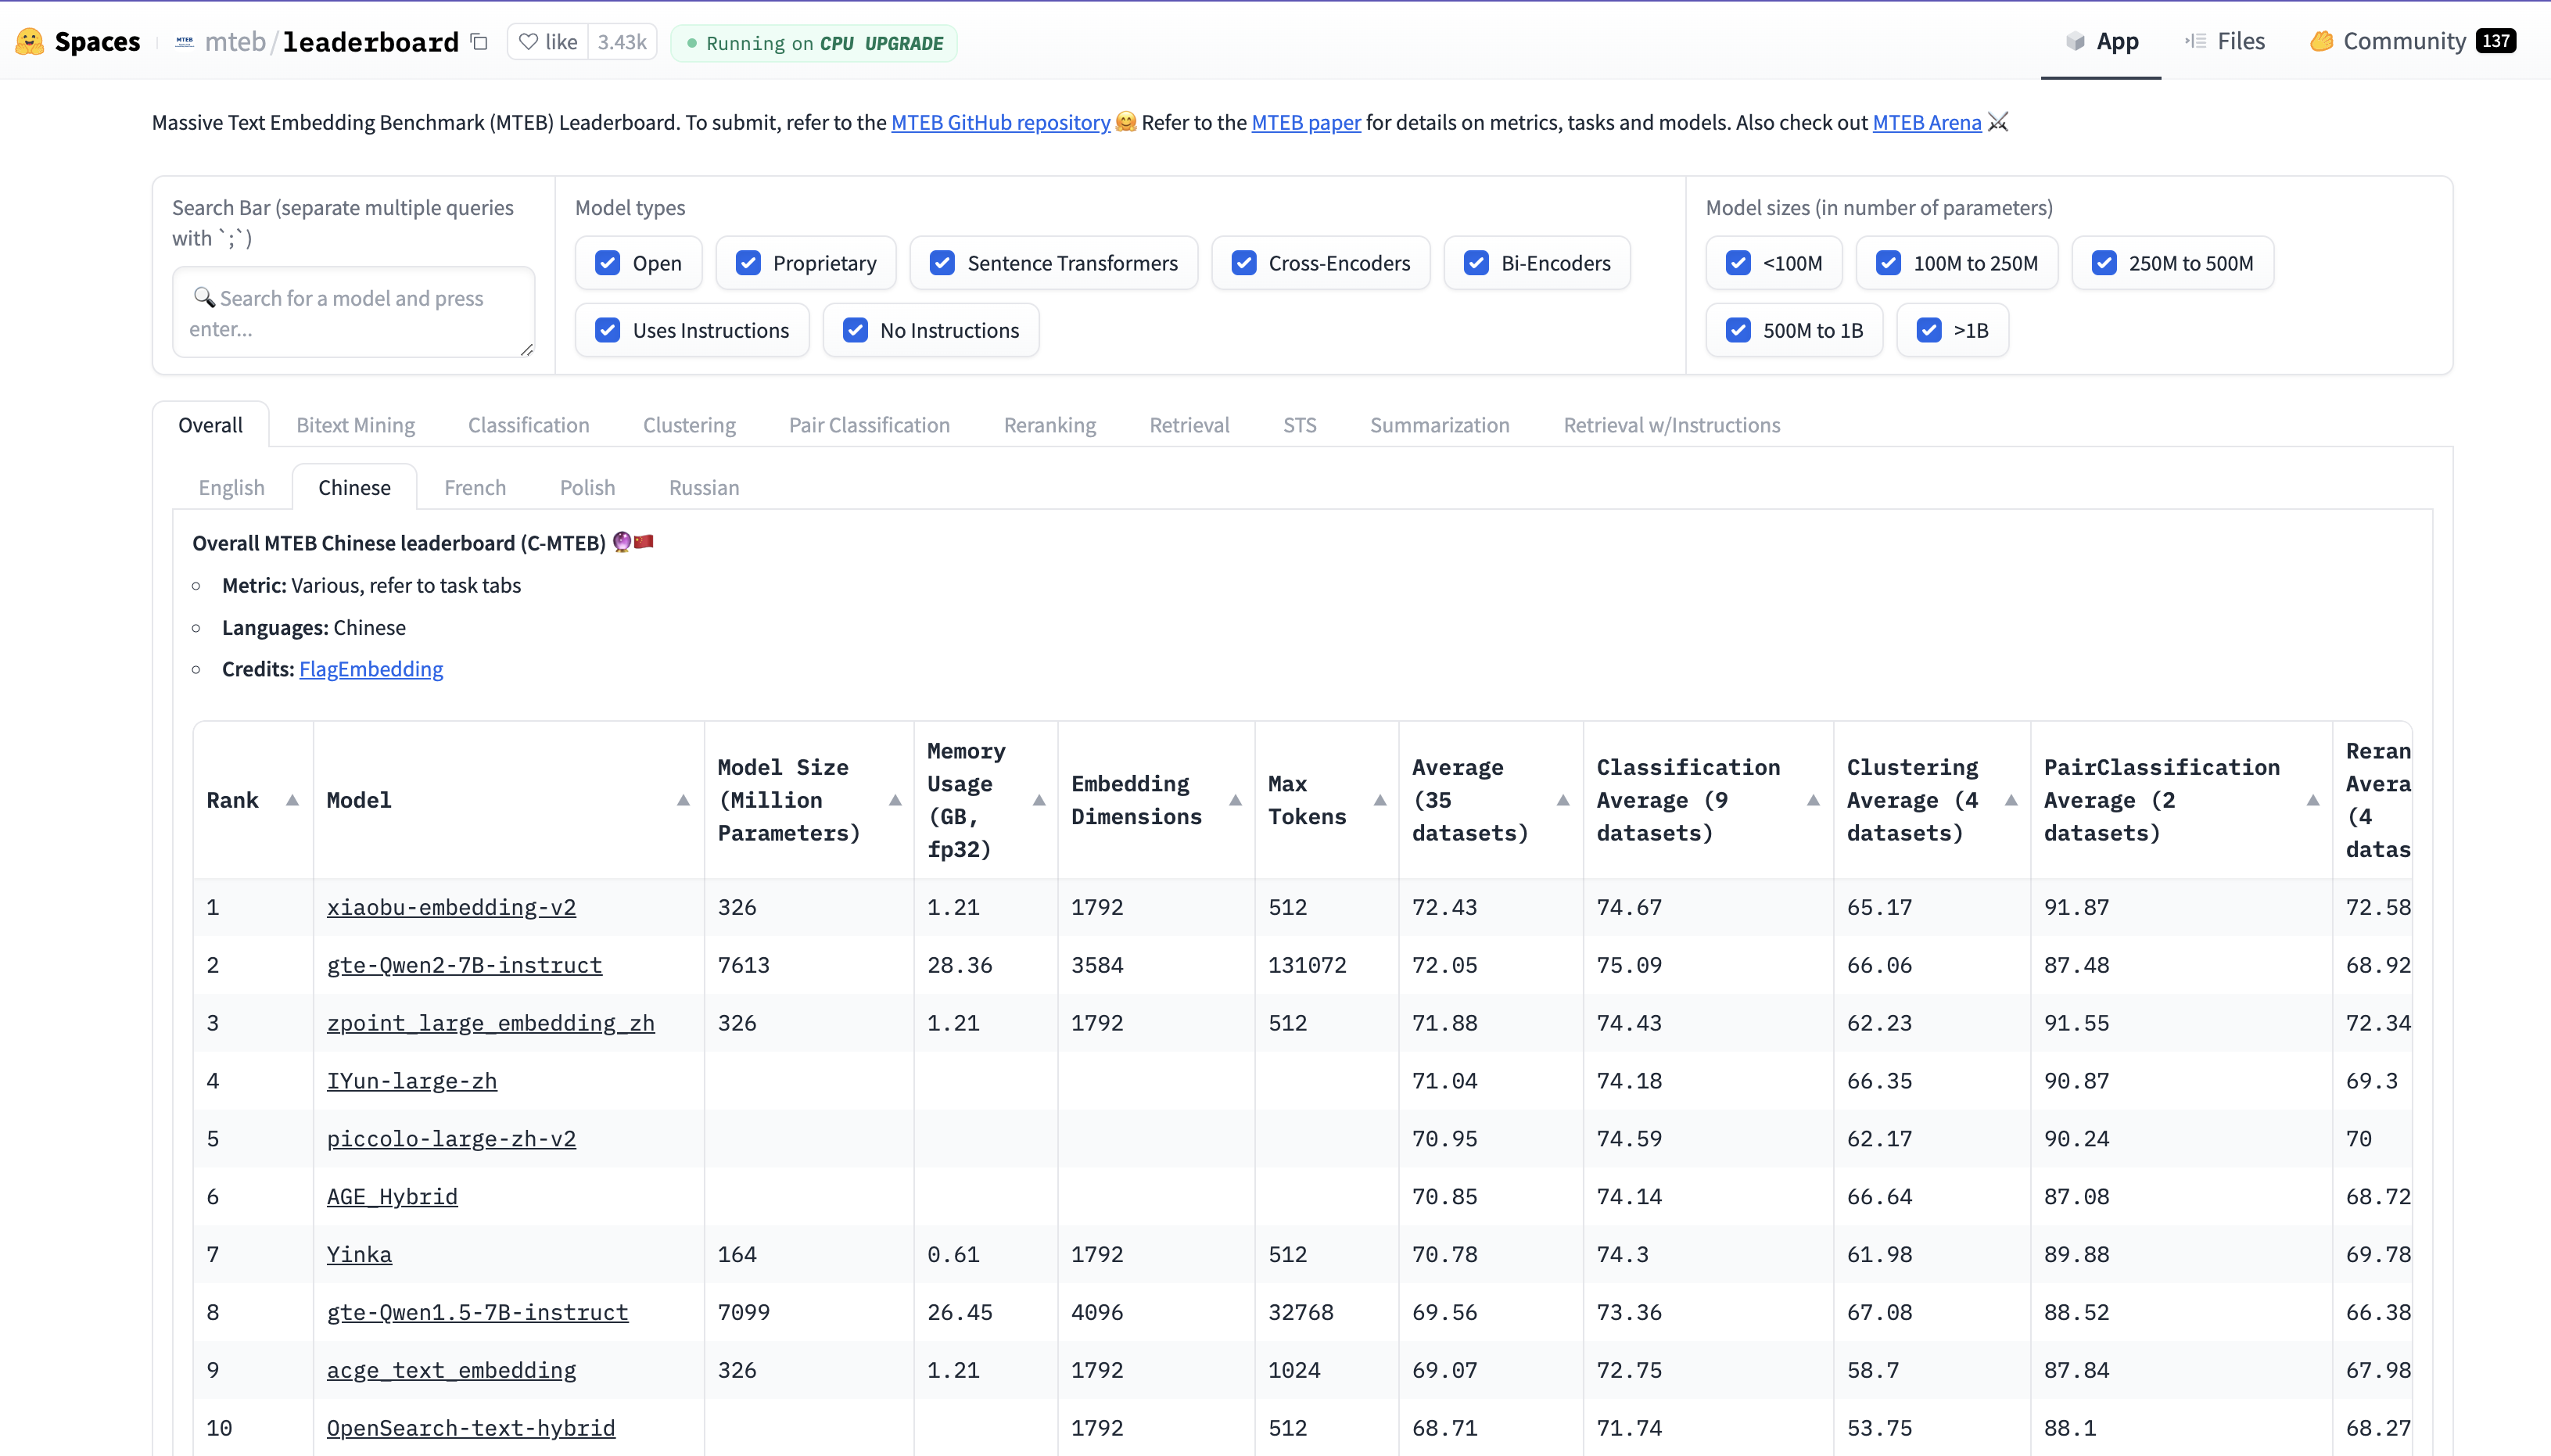 Spaces
MTEB
mteb/leaderboard
like 3.43k
Running on CPU UPGRADE
App
Files
Community 137
Massive Text Embedding Benchmark (MTEB) Leaderboard. To submit, refer to the MTEB GitHub repository 🤗 Refer to the MTEB paper for details on metrics, tasks and models. Also check out MTEB Arena ⚔️
Search Bar (separate multiple queries
with `;`)
🔍 Search for a model and press
enter...
Model types
Open Proprietary Sentence Transformers Cross-Encoders Bi-Encoders
Uses Instructions No Instructions
Model sizes (in number of parameters)
<100M 100M to 250M 250M to 500M
500M to 1B >1B
Overall Bitext Mining Classification Clustering Pair Classification Reranking Retrieval STS Summarization Retrieval w/Instructions
English Chinese French Polish Russian
Overall MTEB Chinese leaderboard (C-MTEB) 🔮🇨🇳
Metric: Various, refer to task tabs
Languages: Chinese
Credits: FlagEmbedding
Rank
Model
Model Size
(Million
Parameters)
Memory
Usage
(GB,
fp32)
Embedding
Dimensions
Max
Tokens
Average
(35
datasets)
Classification
Average (9
datasets)
Clustering
Average (4
datasets)
PairClassification
Average (2
datasets)
Reran
Avera
(4
datas
1 xiaobu-embedding-v2 326 1.21 1792 512 72.43 74.67 65.17 91.87 72.58
2 gte-Qwen2-7B-instruct 7613 28.36 3584 131072 72.05 75.09 66.06 87.48 68.92
3 zpoint_large_embedding_zh 326 1.21 1792 512 71.88 74.43 62.23 91.55 72.34
4 IYun-large-zh 71.04 74.18 66.35 90.87 69.3
5 piccolo-large-zh-v2 70.95 74.59 62.17 90.24 70
6 AGE_Hybrid 70.85 74.14 66.64 87.08 68.72
7 Yinka 164 0.61 1792 512 70.78 74.3 61.98 89.88 69.78
8 gte-Qwen1.5-7B-instruct 7099 26.45 4096 32768 69.56 73.36 67.08 88.52 66.38
9 acge_text_embedding 326 1.21 1792 1024 69.07 72.75 58.7 87.84 67.98
10 OpenSearch-text-hybrid 1792 512 68.71 71.74 53.75 88.1 68.27